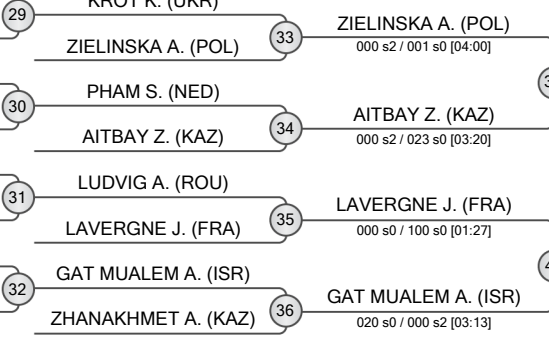 KROT K. (UKR)
29
ZIELINSKA A. (POL)
33
ZIELINSKA A. (POL)
000 s2 / 001 s0 [04:00]
PHAM S. (NED)
30
AITBAY Z. (KAZ)
34
AITBAY Z. (KAZ)
000 s2 / 023 s0 [03:20]
LUDVIG A. (ROU)
31
LAVERGNE J. (FRA)
35
LAVERGNE J. (FRA)
000 s0 / 100 s0 [01:27]
GAT MUALEM A. (ISR)
32
ZHANAKHMET A. (KAZ)
36
GAT MUALEM A. (ISR)
020 s0 / 000 s2 [03:13]